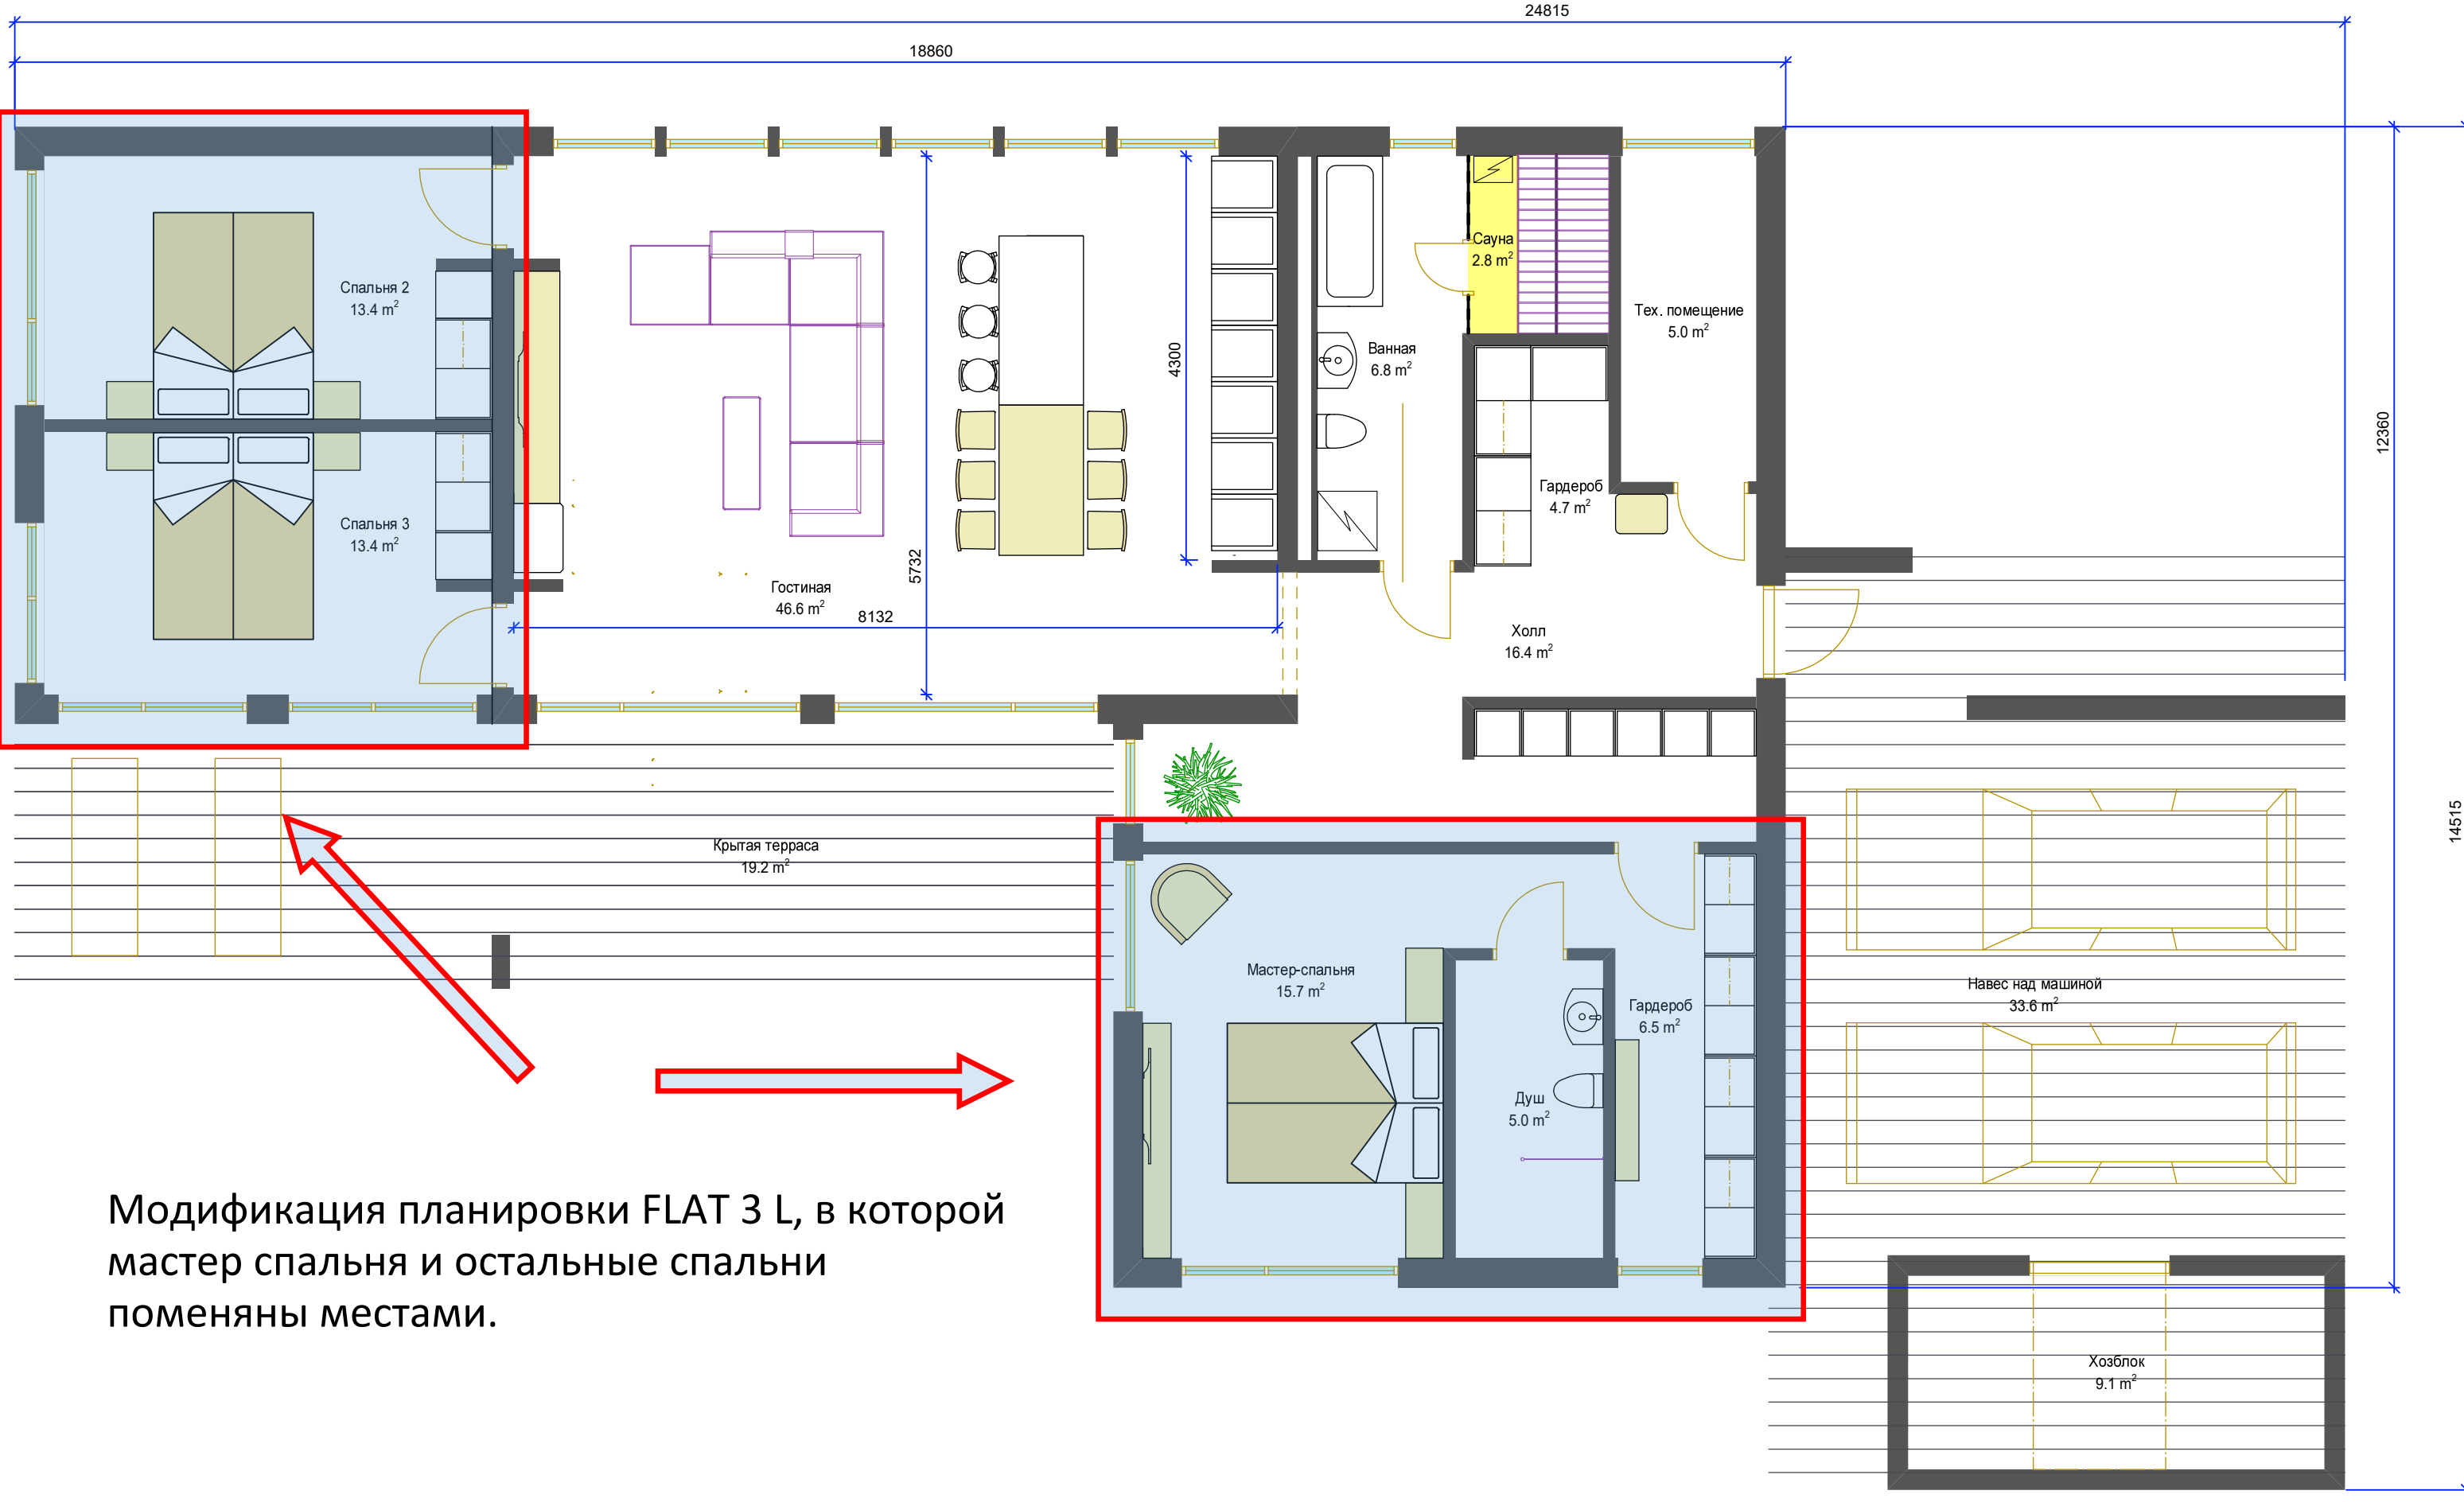 24815
18860
Спальня 2
13.4 m²
Спальня 3
13.4 m²
Гостиная
46.6 m²
5732
8132
4300
Сауна
2.8 m²
Ванная
6.8 m²
Тех. помещение
5.0 m²
Гардероб
4.7 m²
Холл
16.4 m²
12360
14515
Крытая терраса
19.2 m²
Мастер-спальня
15.7 m²
Душ
5.0 m²
Гардероб
6.5 m²
Навес над машиной
33.6 m²
Хозблок
9.1 m²
Модификация планировки FLAT 3 L, в которой
мастер спальня и остальные спальни
поменяны местами.